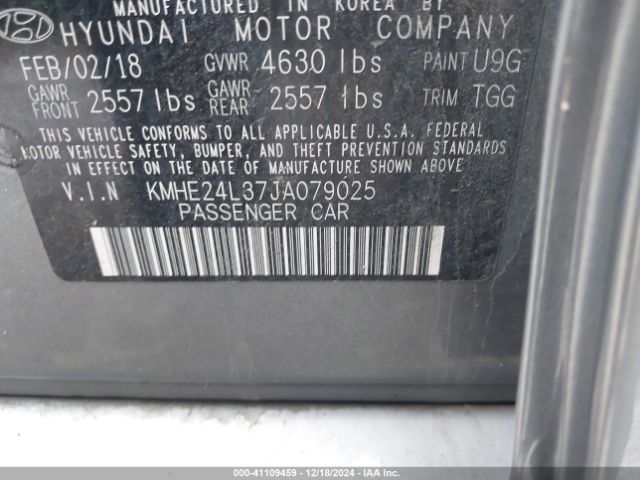 MANUFACTURED IN KOREA BY
HYUNDAI MOTOR COMPANY
FEB/02/18 GVWR 4630 lbs PAINT U9G
GAWR FRONT 2557 lbs GAWR REAR 2557 lbs TRIM TGG
THIS VEHICLE CONFORMS TO ALL APPLICABLE U.S.A. FEDERAL
MOTOR VEHICLE SAFETY, BUMPER, AND THEFT PREVENTION STANDARDS
IN EFFECT ON THE DATE OF MANUFACTURE SHOWN ABOVE.
V.I.N KMHE24L37JA079025
PASSENGER CAR
000-41109459 - 12/18/2024 - IAAI.COM